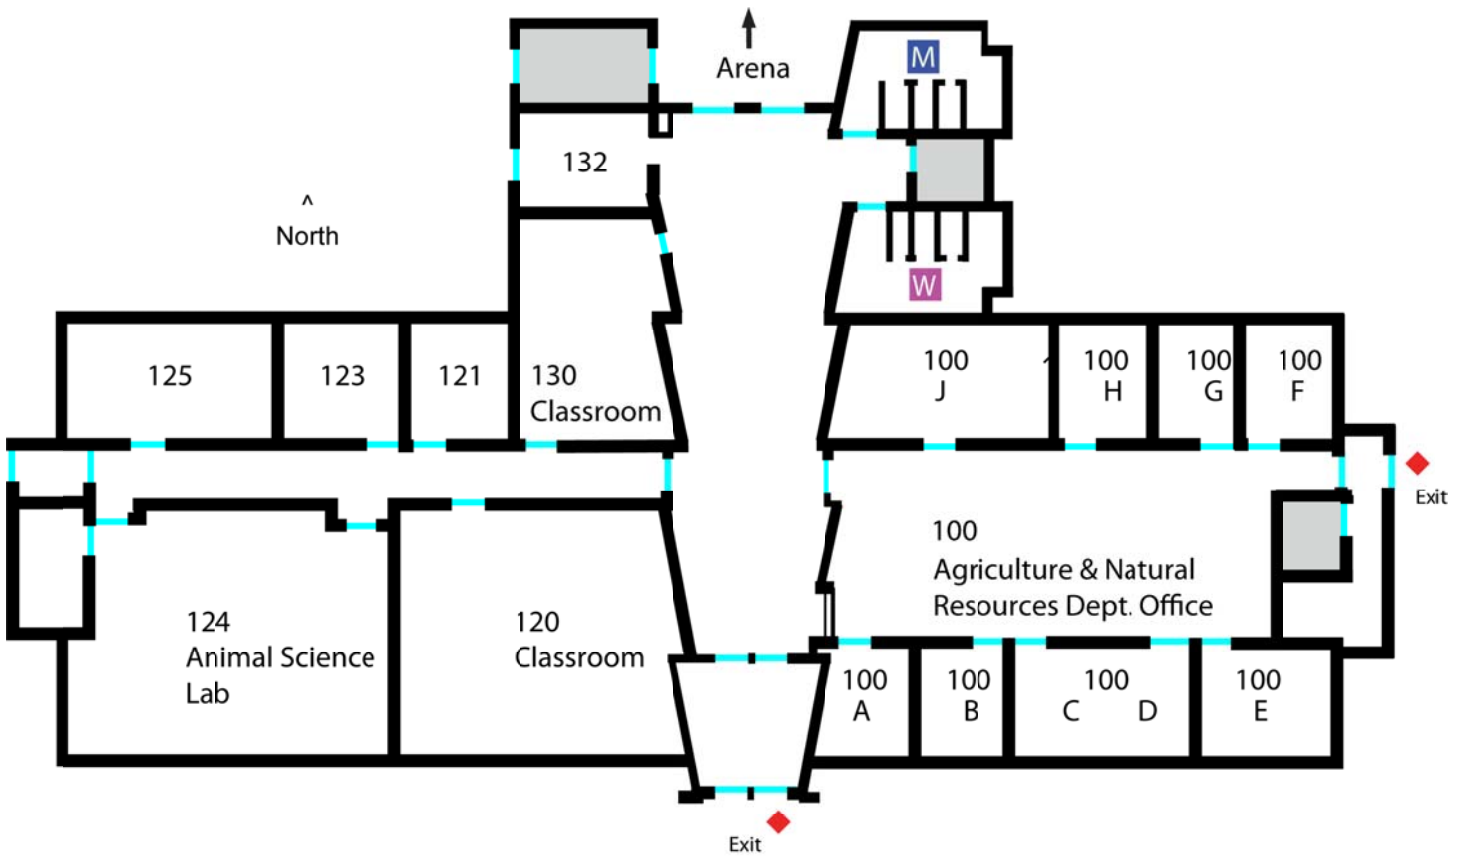 Arena
M
132
^
North
W
125
123
121
130
Classroom
100
J
100
H
100
G
100
F
Exit
100
Agriculture & Natural
Resources Dept. Office
124
Animal Science
Lab
120
Classroom
100
A
100
B
100
C D
100
E
Exit